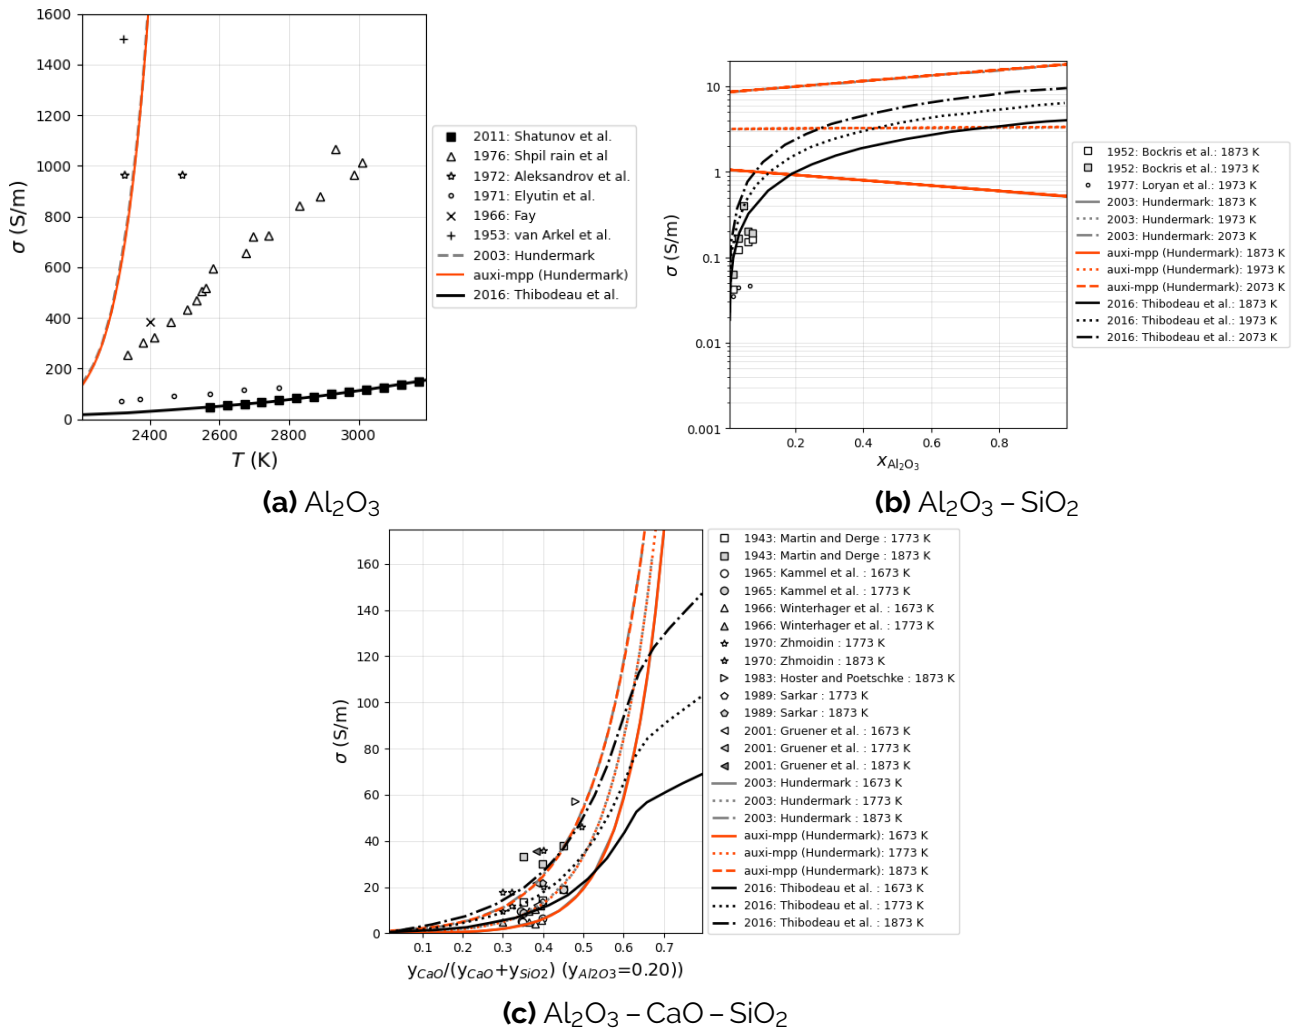 1600
1400
1200
1000
800
600
400
200
0
σ (S/m)
2400
2600
2800
3000
T (K)
2011: Shatunov et al.
1976: Shpil rain et al
1972: Aleksandrov et al.
1971: Elyutin et al.
1966: Fay
1953: van Arkel et al.
2003: Hundermark
auxi-mpp (Hundermark)
2016: Thibodeau et al.
(a) Al₂O₃
10
1
0.1
0.01
0.001
σ (S/m)
0.2
0.4
0.6
0.8
x_Al₂O₃
1952: Bockris et al.: 1873 K
1952: Bockris et al.: 1973 K
1977: Loryan et al.: 1973 K
2003: Hundermark: 1873 K
2003: Hundermark: 1973 K
2003: Hundermark: 2073 K
auxi-mpp (Hundermark): 1873 K
auxi-mpp (Hundermark): 1973 K
auxi-mpp (Hundermark): 2073 K
2016: Thibodeau et al.: 1873 K
2016: Thibodeau et al.: 1973 K
2016: Thibodeau et al.: 2073 K
(b) Al₂O₃ – SiO₂
160
140
120
100
80
60
40
20
0
σ (S/m)
0.1
0.2
0.3
0.4
0.5
0.6
0.7
y_CaO/(y_CaO+y_SiO2) (y_Al2O3=0.20))
1943: Martin and Derge : 1773 K
1943: Martin and Derge : 1873 K
1965: Kammel et al. : 1673 K
1965: Kammel et al. : 1773 K
1966: Winterhager et al. : 1673 K
1966: Winterhager et al. : 1773 K
1970: Zhmoidin : 1773 K
1970: Zhmoidin : 1873 K
1983: Hoster and Poetschke : 1873 K
1989: Sarkar : 1773 K
1989: Sarkar : 1873 K
2001: Gruener et al. : 1673 K
2001: Gruener et al. : 1773 K
2001: Gruener et al. : 1873 K
2003: Hundermark : 1673 K
2003: Hundermark : 1773 K
2003: Hundermark : 1873 K
auxi-mpp (Hundermark): 1673 K
auxi-mpp (Hundermark): 1773 K
auxi-mpp (Hundermark): 1873 K
2016: Thibodeau et al. : 1673 K
2016: Thibodeau et al. : 1773 K
2016: Thibodeau et al. : 1873 K
(c) Al₂O₃ – CaO – SiO₂